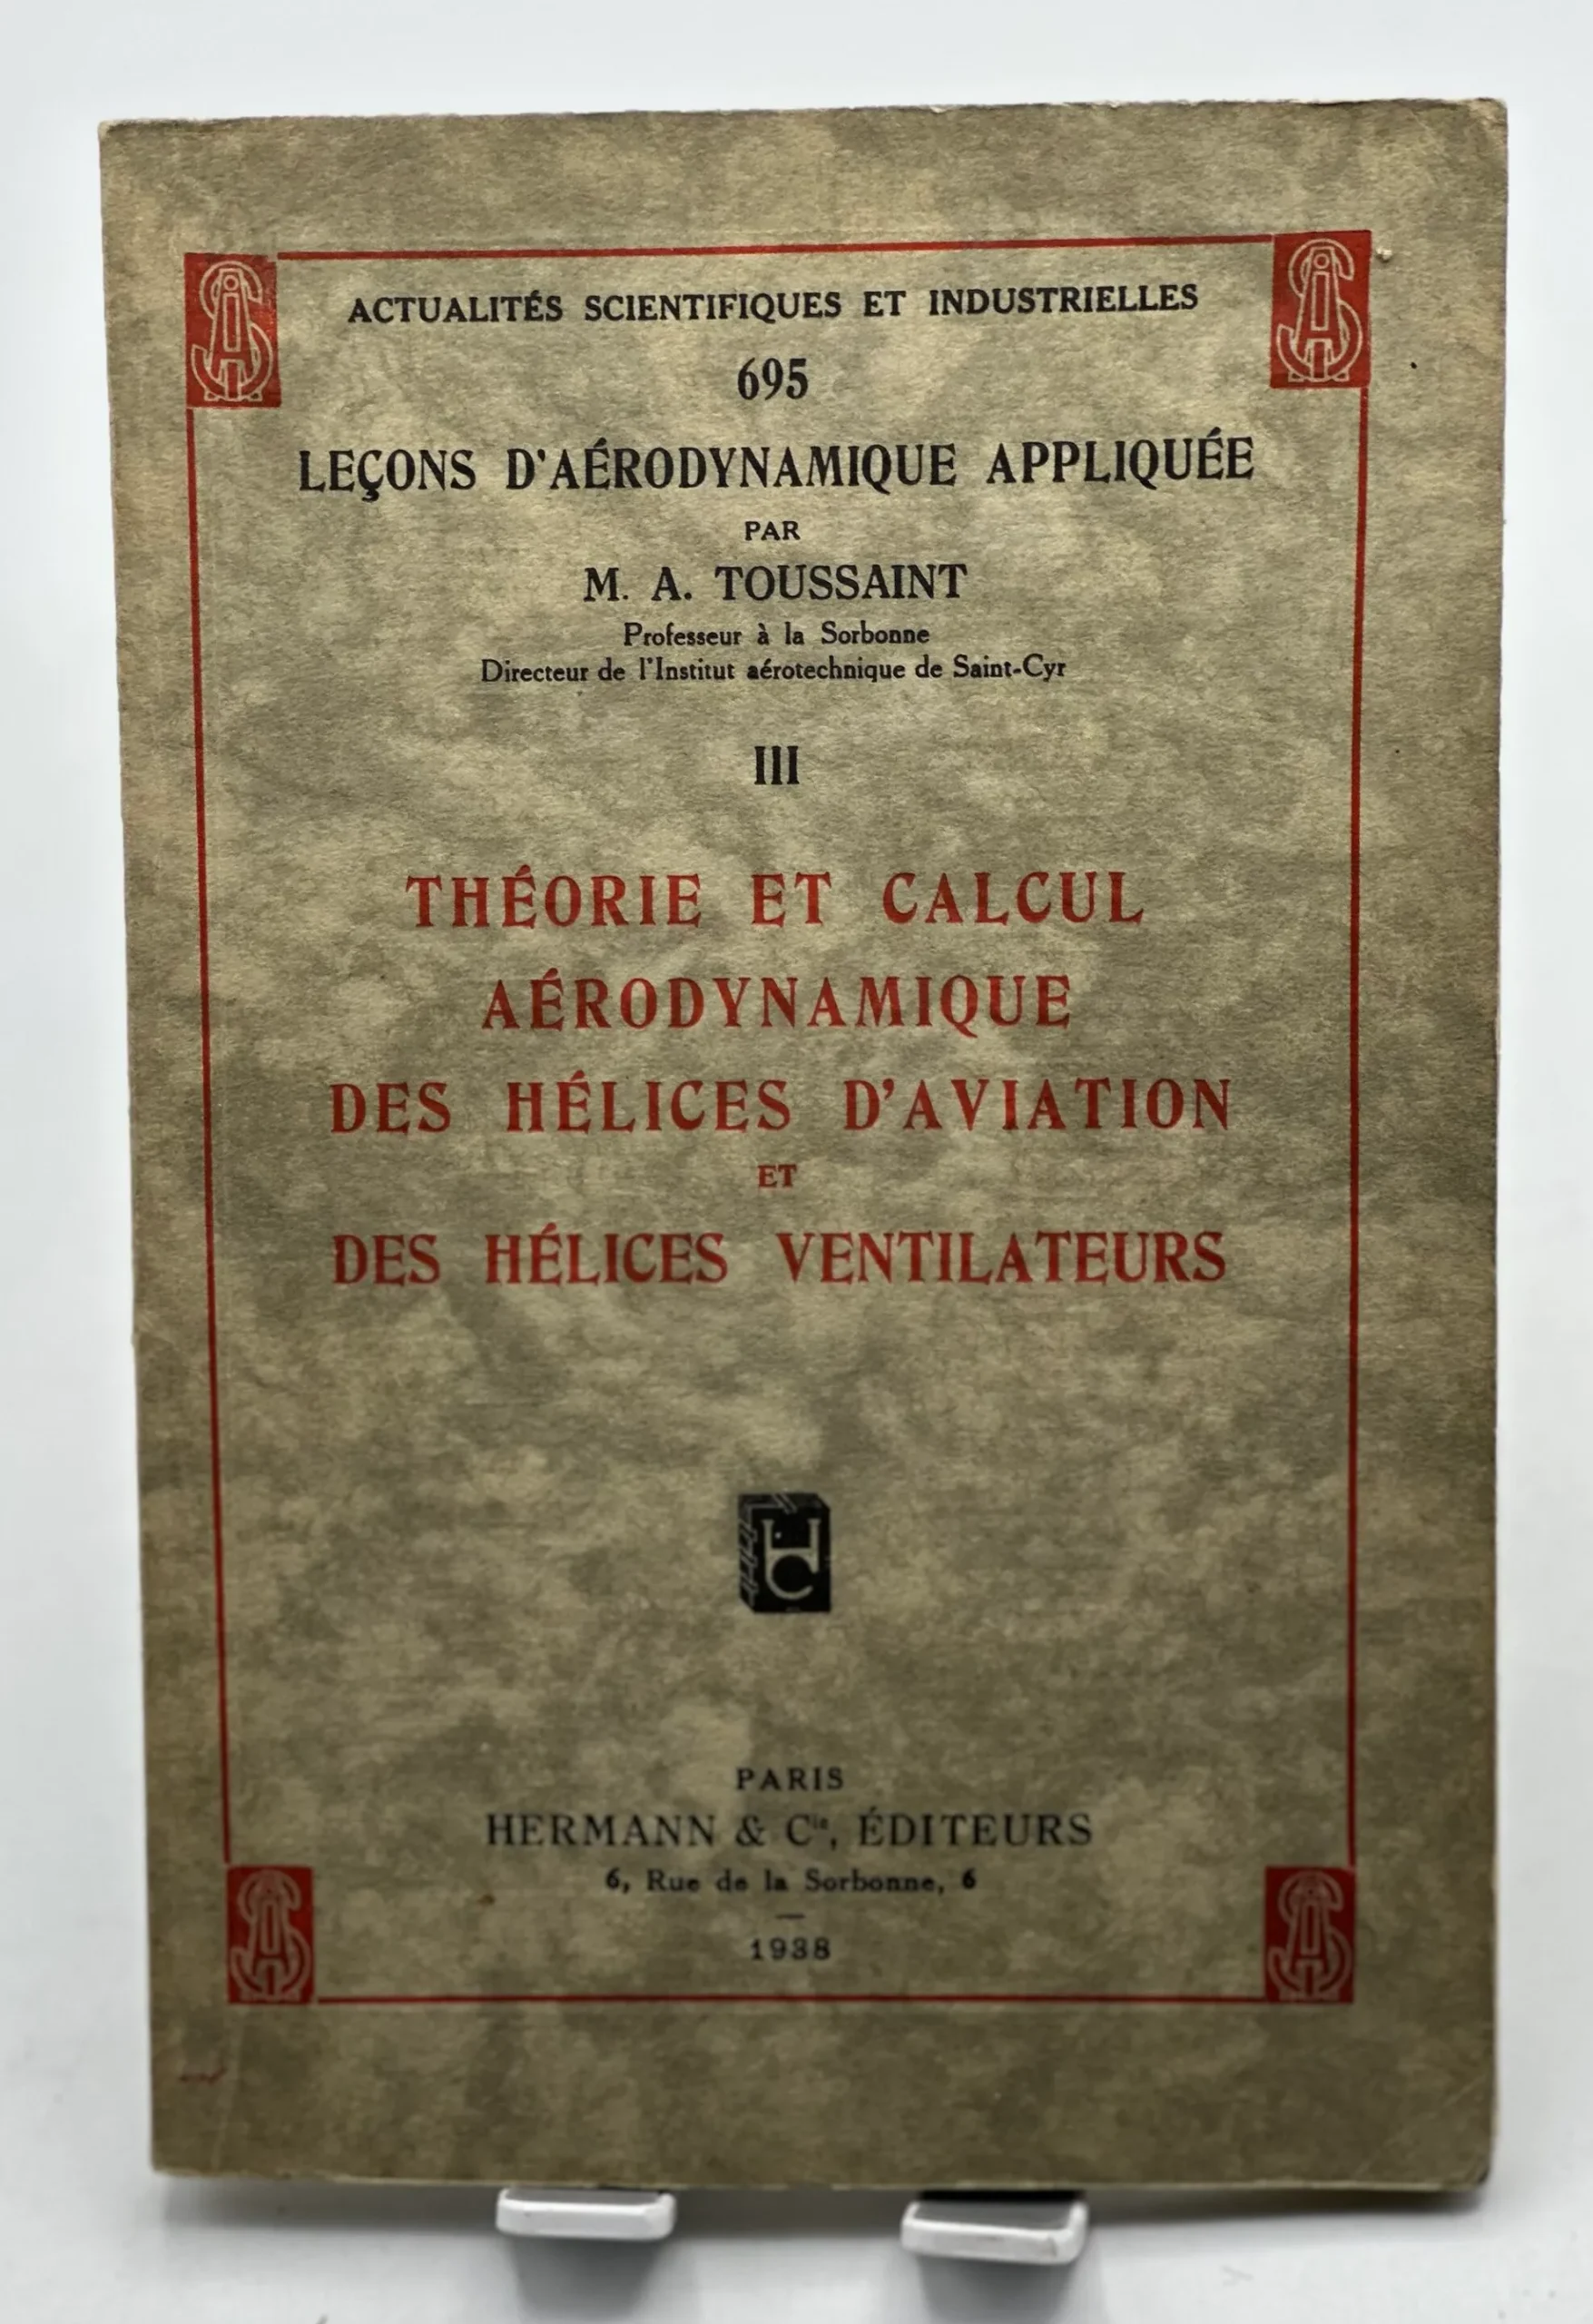 ACTUALITÉS SCIENTIFIQUES ET INDUSTRIELLES
695
LEÇONS D'AÉRODYNAMIQUE APPLIQUÉE
PAR
M. A. TOUSSAINT
Professeur à la Sorbonne
Directeur de l'Institut aérotechnique de Saint-Cyr
III
THÉORIE ET CALCUL
AÉRODYNAMIQUE
DES HÉLICES D'AVIATION
ET
DES HÉLICES VENTILATEURS
HC
PARIS
HERMANN & Cie, ÉDITEURS
6, Rue de la Sorbonne, 6
1938